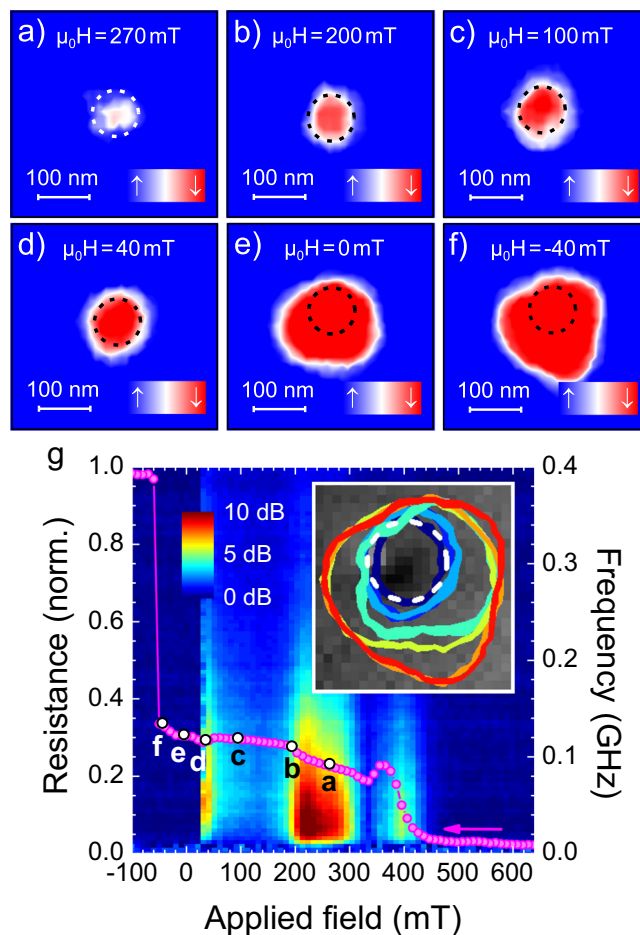 a) μ₀H = 270 mT
100 nm ↑ ↓
b) μ₀H = 200 mT
100 nm ↑ ↓
c) μ₀H = 100 mT
100 nm ↑ ↓
d) μ₀H = 40 mT
100 nm ↑ ↓
e) μ₀H = 0 mT
100 nm ↑ ↓
f) μ₀H = -40 mT
100 nm ↑ ↓
g
Resistance (norm.)
1.0
0.8
0.6
0.4
0.2
0.0
10 dB
5 dB
0 dB
f e d c b a
0.4
0.3
0.2
0.1
0.0
Frequency (GHz)
-100 0 100 200 300 400 500 600
Applied field (mT)